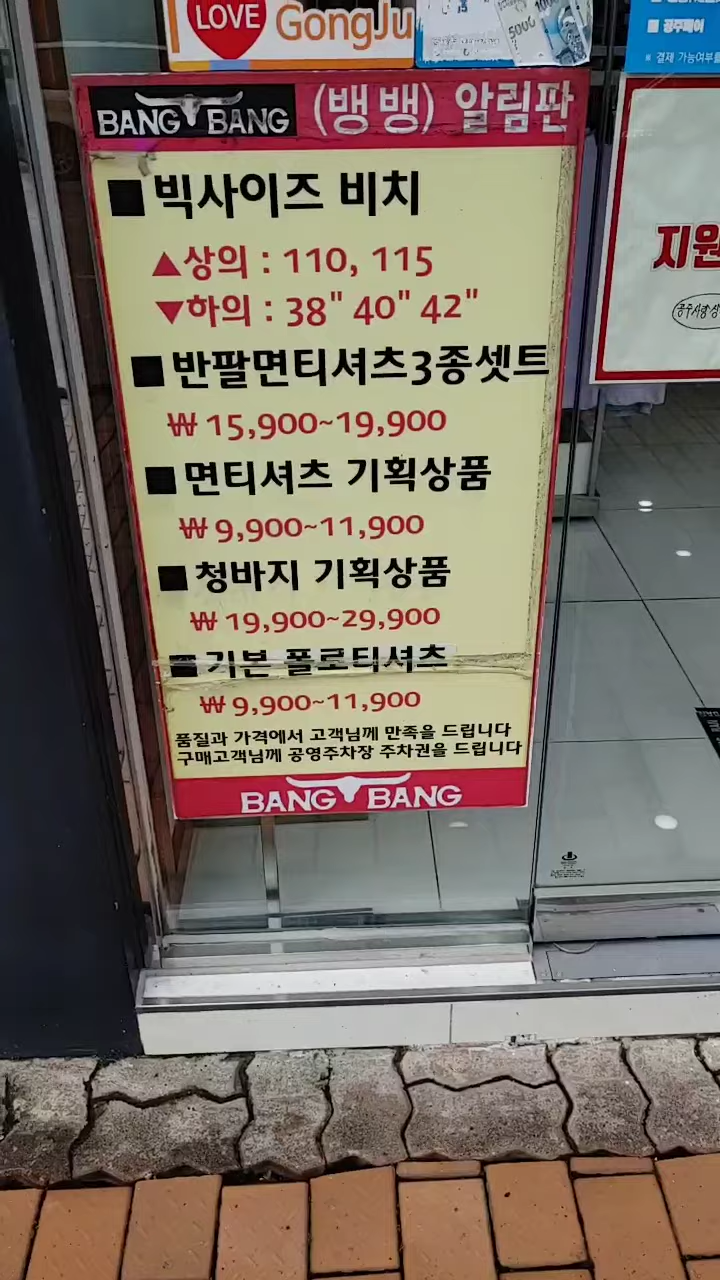 LOVE GongJu
5000
■ 공주페이
BANG BANG (뱅뱅) 알림판
■ 빅사이즈 비치
▲상의 : 110, 115
▼하의 : 38" 40" 42"
■ 반팔면티셔츠3종셋트
₩ 15,900~19,900
■ 면티셔츠 기획상품
₩ 9,900~11,900
■ 청바지 기획상품
₩ 19,900~29,900
■ 기본 폴로티셔츠
₩ 9,900~11,900
품질과 가격에서 고객님께 만족을 드립니다
구매고객님께 공영주차장 주차권을 드립니다
BANG BANG
지원